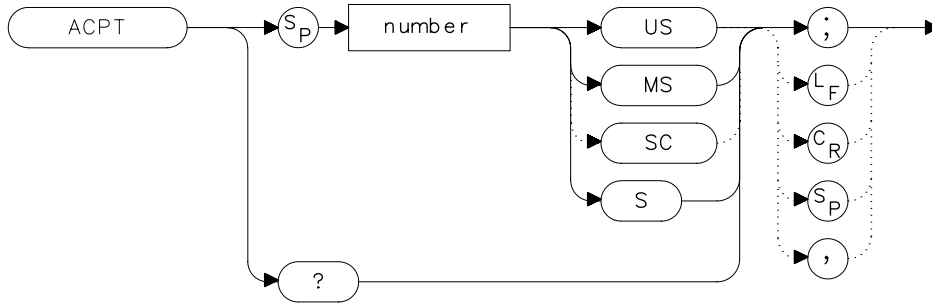 ACPT SP number US ;
MS LF
SC CR
S SP
? ,